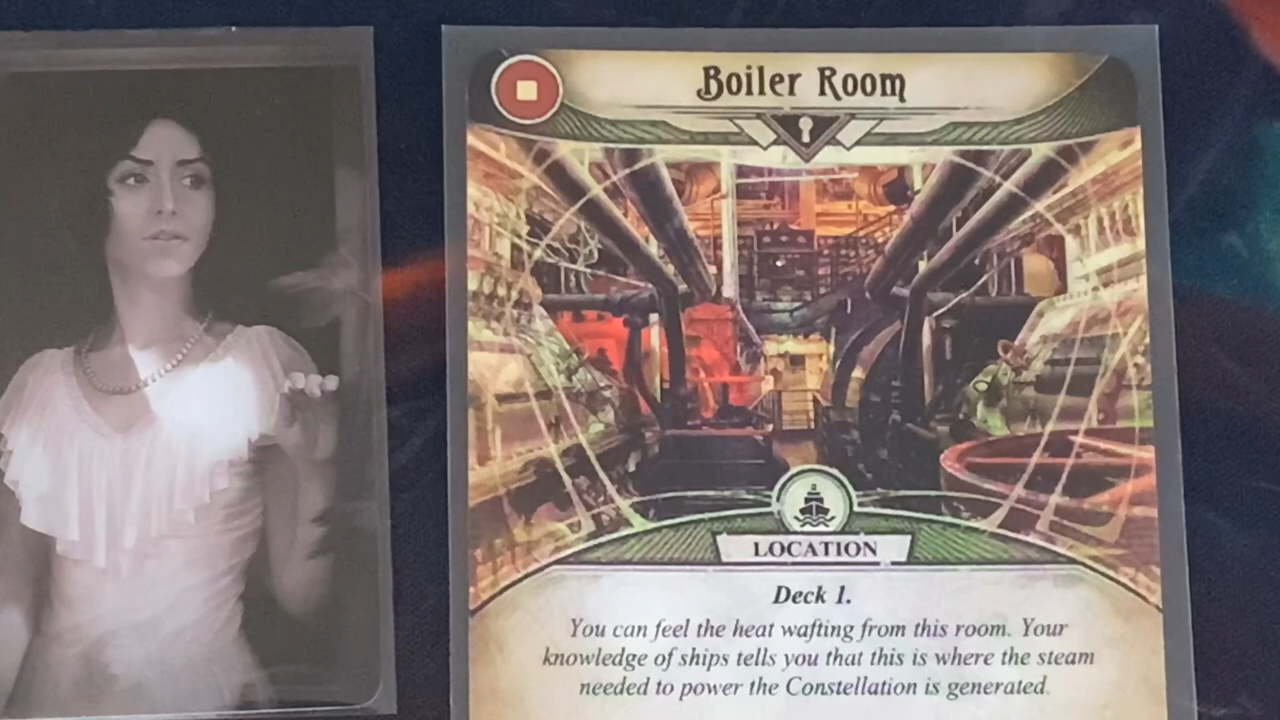 Boiler Room
LOCATION
Deck 1.
You can feel the heat wafting from this room. Your
knowledge of ships tells you that this is where the steam
needed to power the Constellation is generated.